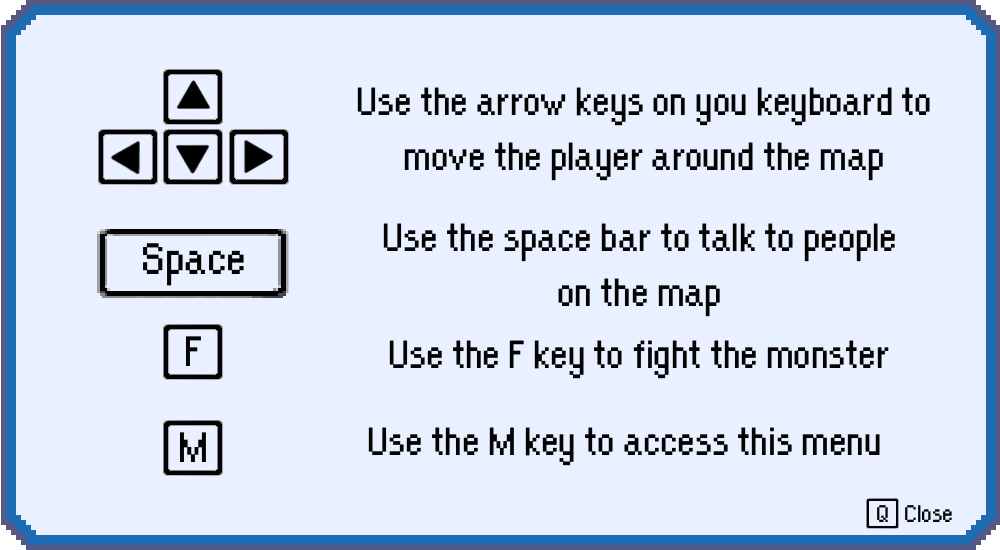 Use the arrow keys on you keyboard to
move the player around the map
Space
Use the space bar to talk to people
on the map
F
Use the F key to fight the monster
M
Use the M key to access this menu
Q Close